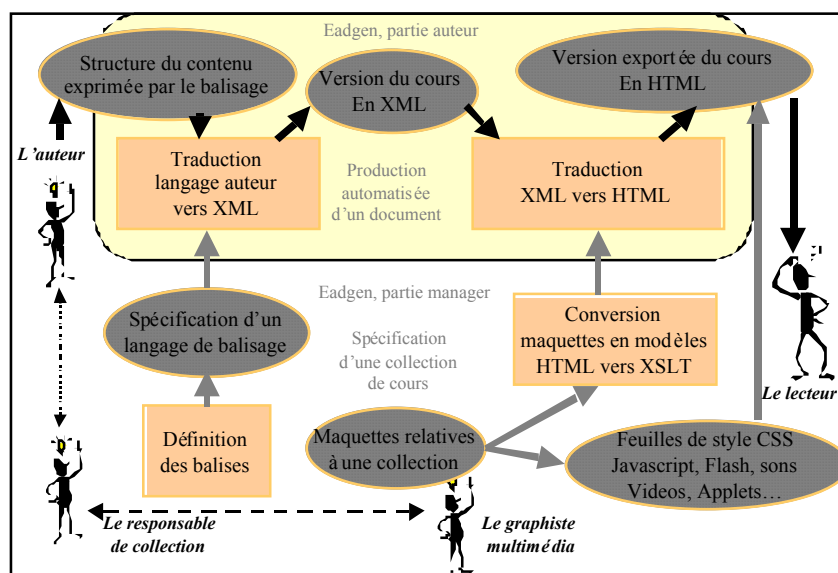 Eadgen, partie auteur
Structure du contenu
exprimée par le balisage
Version du cours
En XML
Version exportée du cours
En HTML
L'auteur
Traduction
langage auteur
vers XML
Production
automatisée
d'un document
Traduction
XML vers HTML
Eadgen, partie manager
Spécification d'un
langage de balisage
Spécification
d'une collection
de cours
Conversion
maquettes en modèles
HTML vers XSLT
Le lecteur
Définition
des balises
Maquettes relatives
à une collection
Feuilles de style CSS
Javascript, Flash, sons
Videos, Applets…
Le responsable
de collection
Le graphiste
multimédia